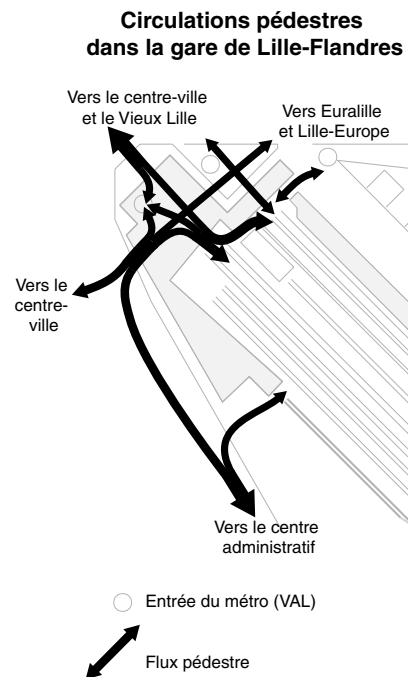 Circulations pédestres
dans la gare de Lille-Flandres
Vers le centre-ville
et le Vieux Lille
Vers Euralille
et Lille-Europe
Vers le
centre-
ville
Vers le centre
administratif
Entrée du métro (VAL)
Flux pédestre